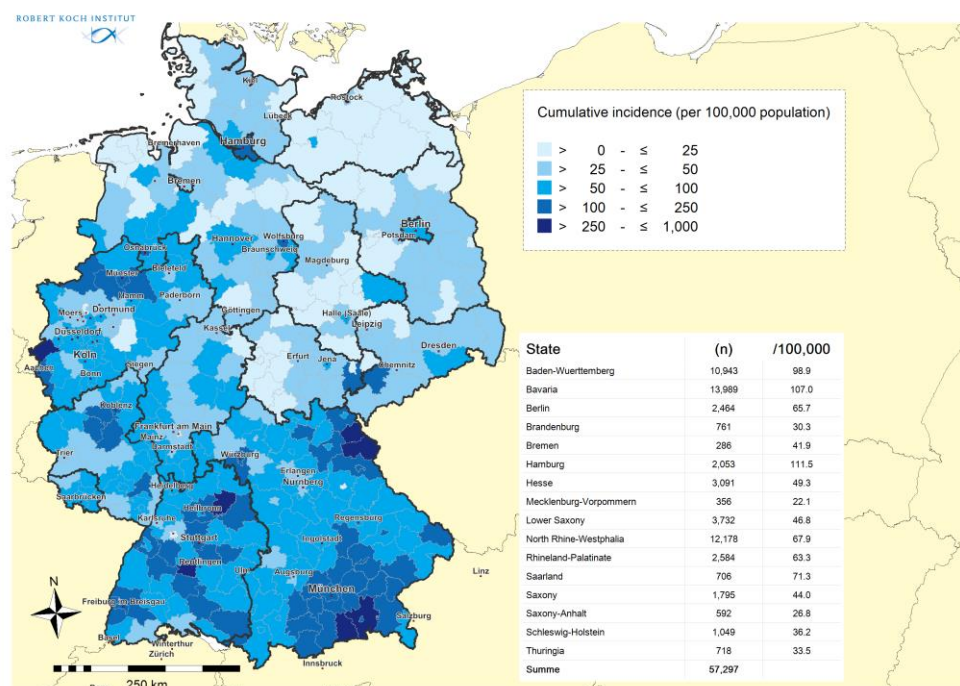 ROBERT KOCH INSTITUT
Cumulative incidence (per 100,000 population)
> 0 - ≤ 25
> 25 - ≤ 50
> 50 - ≤ 100
> 100 - ≤ 250
> 250 - ≤ 1,000
Kiel
Rostock
Lübeck
Hamburg
Bremerhaven
Bremen
Berlin
Potsdam
Hannover
Wolfsburg
Braunschweig
Osnabrück
Magdeburg
Münster
Bielefeld
Hamm
Paderborn
Moers
Dortmund
Göttingen
Halle (Saale)
Leipzig
Düsseldorf
Kassel
Dresden
Köln
Erfurt
Jena
Chemnitz
Aachen
Bonn
Siegen
Koblenz
Frankfurt am Main
Mainz
Darmstadt
Trier
Würzburg
Erlangen
Nürnberg
Saarbrücken
Heidelberg
Heilbronn
Karlsruhe
Regensburg
Stuttgart
Ingolstadt
Reutlingen
Ulm
Augsburg
Linz
München
Freiburg im Breisgau
Salzburg
Basel
Winterthur
Zürich
Innsbruck
N
250 km
State (n) /100,000
Baden-Wuerttemberg 10,943 98.9
Bavaria 13,989 107.0
Berlin 2,464 65.7
Brandenburg 761 30.3
Bremen 286 41.9
Hamburg 2,053 111.5
Hesse 3,091 49.3
Mecklenburg-Vorpommern 356 22.1
Lower Saxony 3,732 46.8
North Rhine-Westphalia 12,178 67.9
Rhineland-Palatinate 2,584 63.3
Saarland 706 71.3
Saxony 1,795 44.0
Saxony-Anhalt 592 26.8
Schleswig-Holstein 1,049 36.2
Thuringia 718 33.5
Summe 57,297